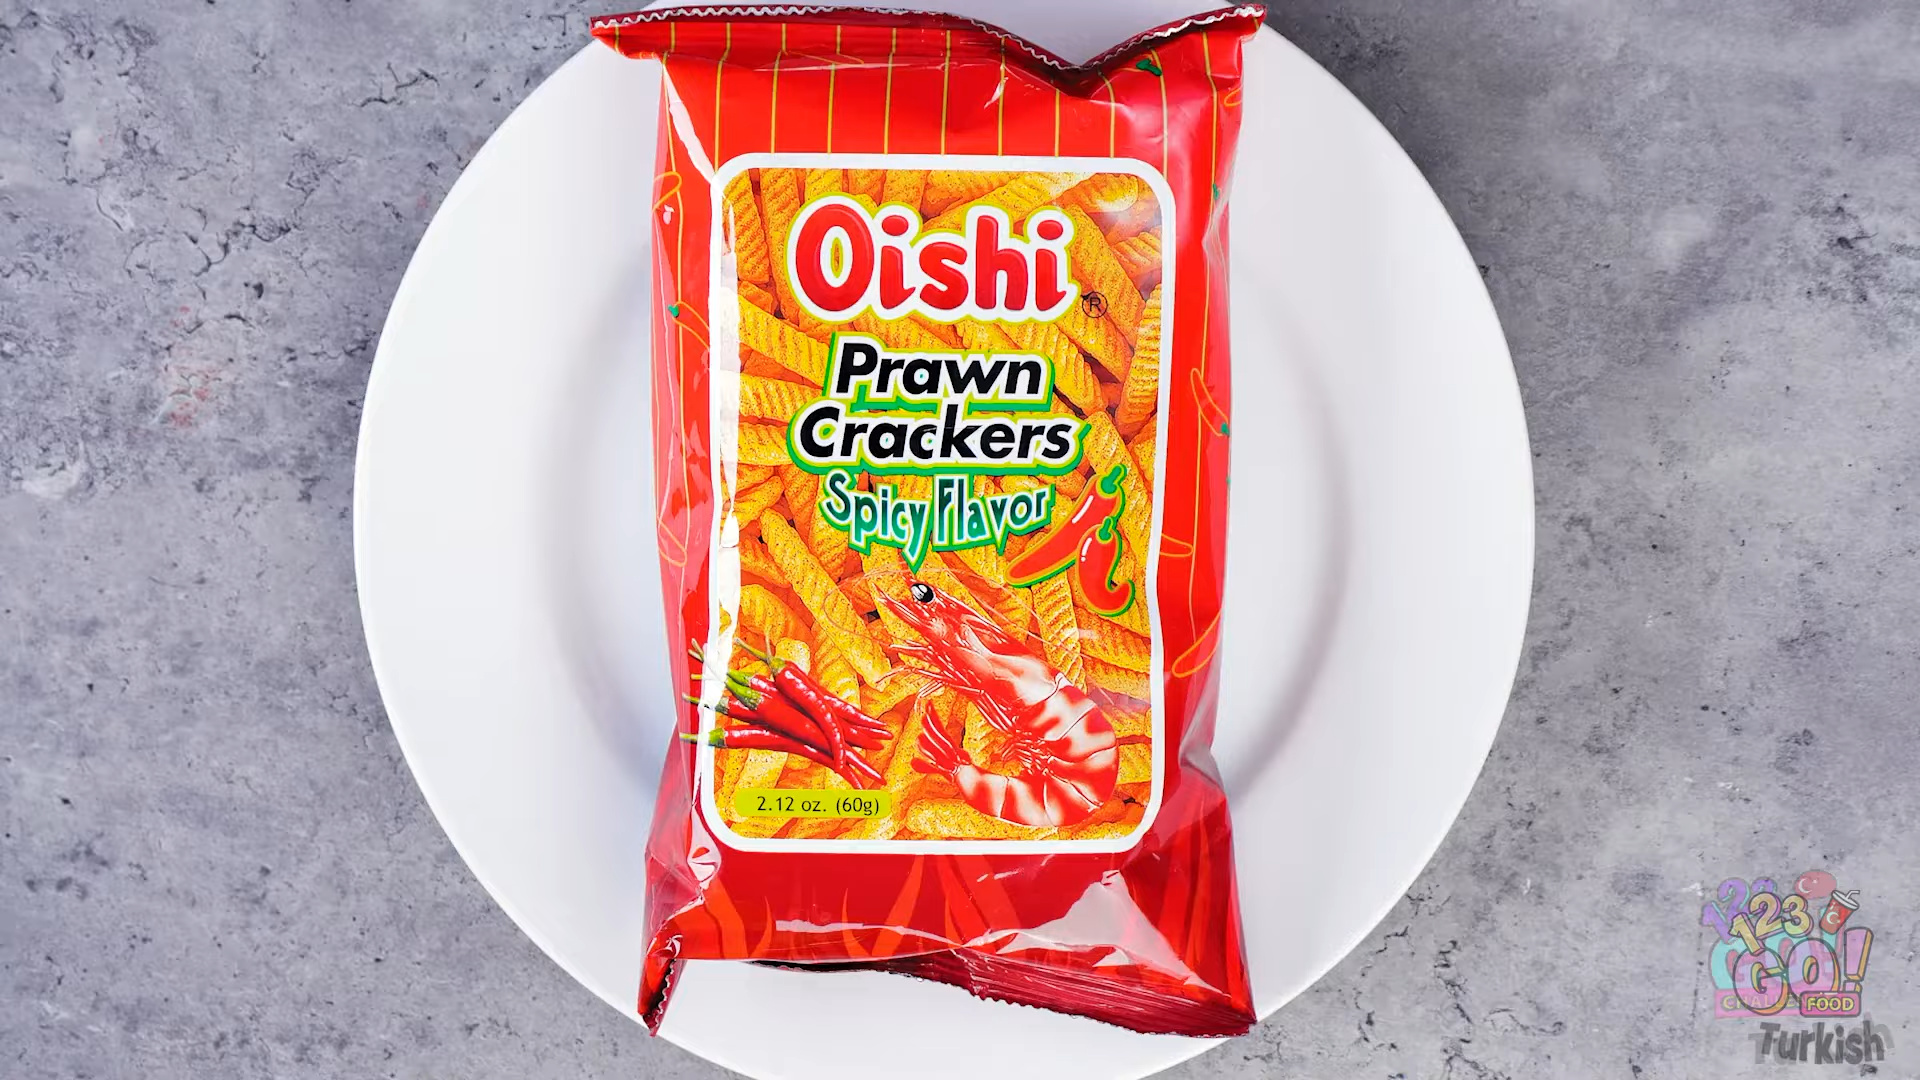 Oishi
®
Prawn
Crackers
Spicy Flavor
2.12 oz. (60g)
123
GO!
FOOD
Turkish